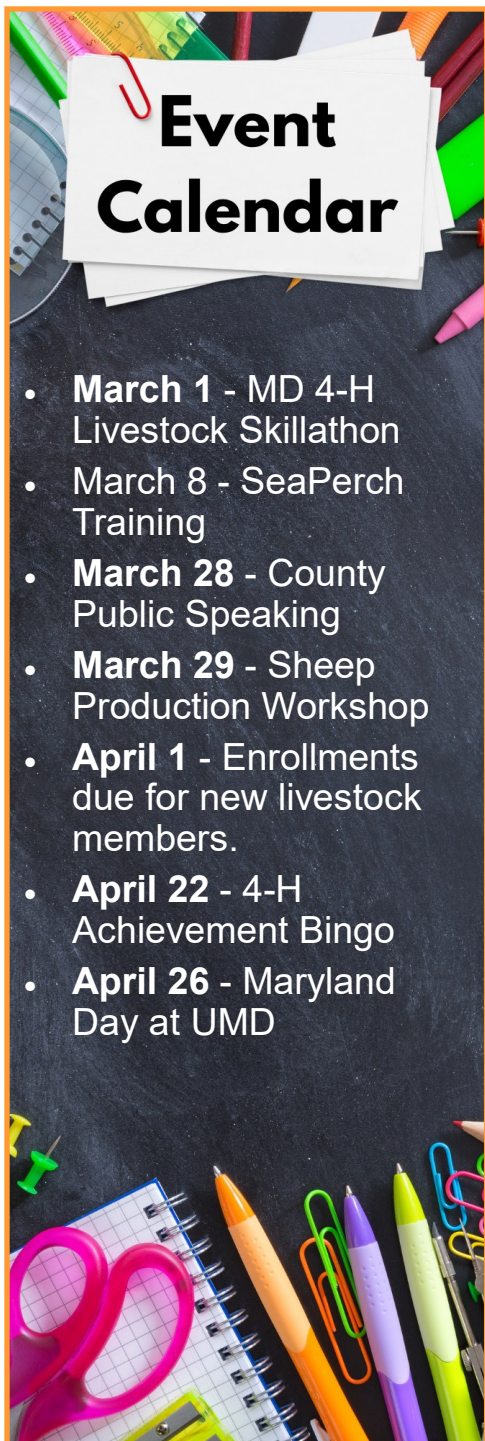 Event
Calendar
• March 1 - MD 4-H
Livestock Skillathon
• March 8 - SeaPerch
Training
• March 28 - County
Public Speaking
• March 29 - Sheep
Production Workshop
• April 1 - Enrollments
due for new livestock
members.
• April 22 - 4-H
Achievement Bingo
• April 26 - Maryland
Day at UMD